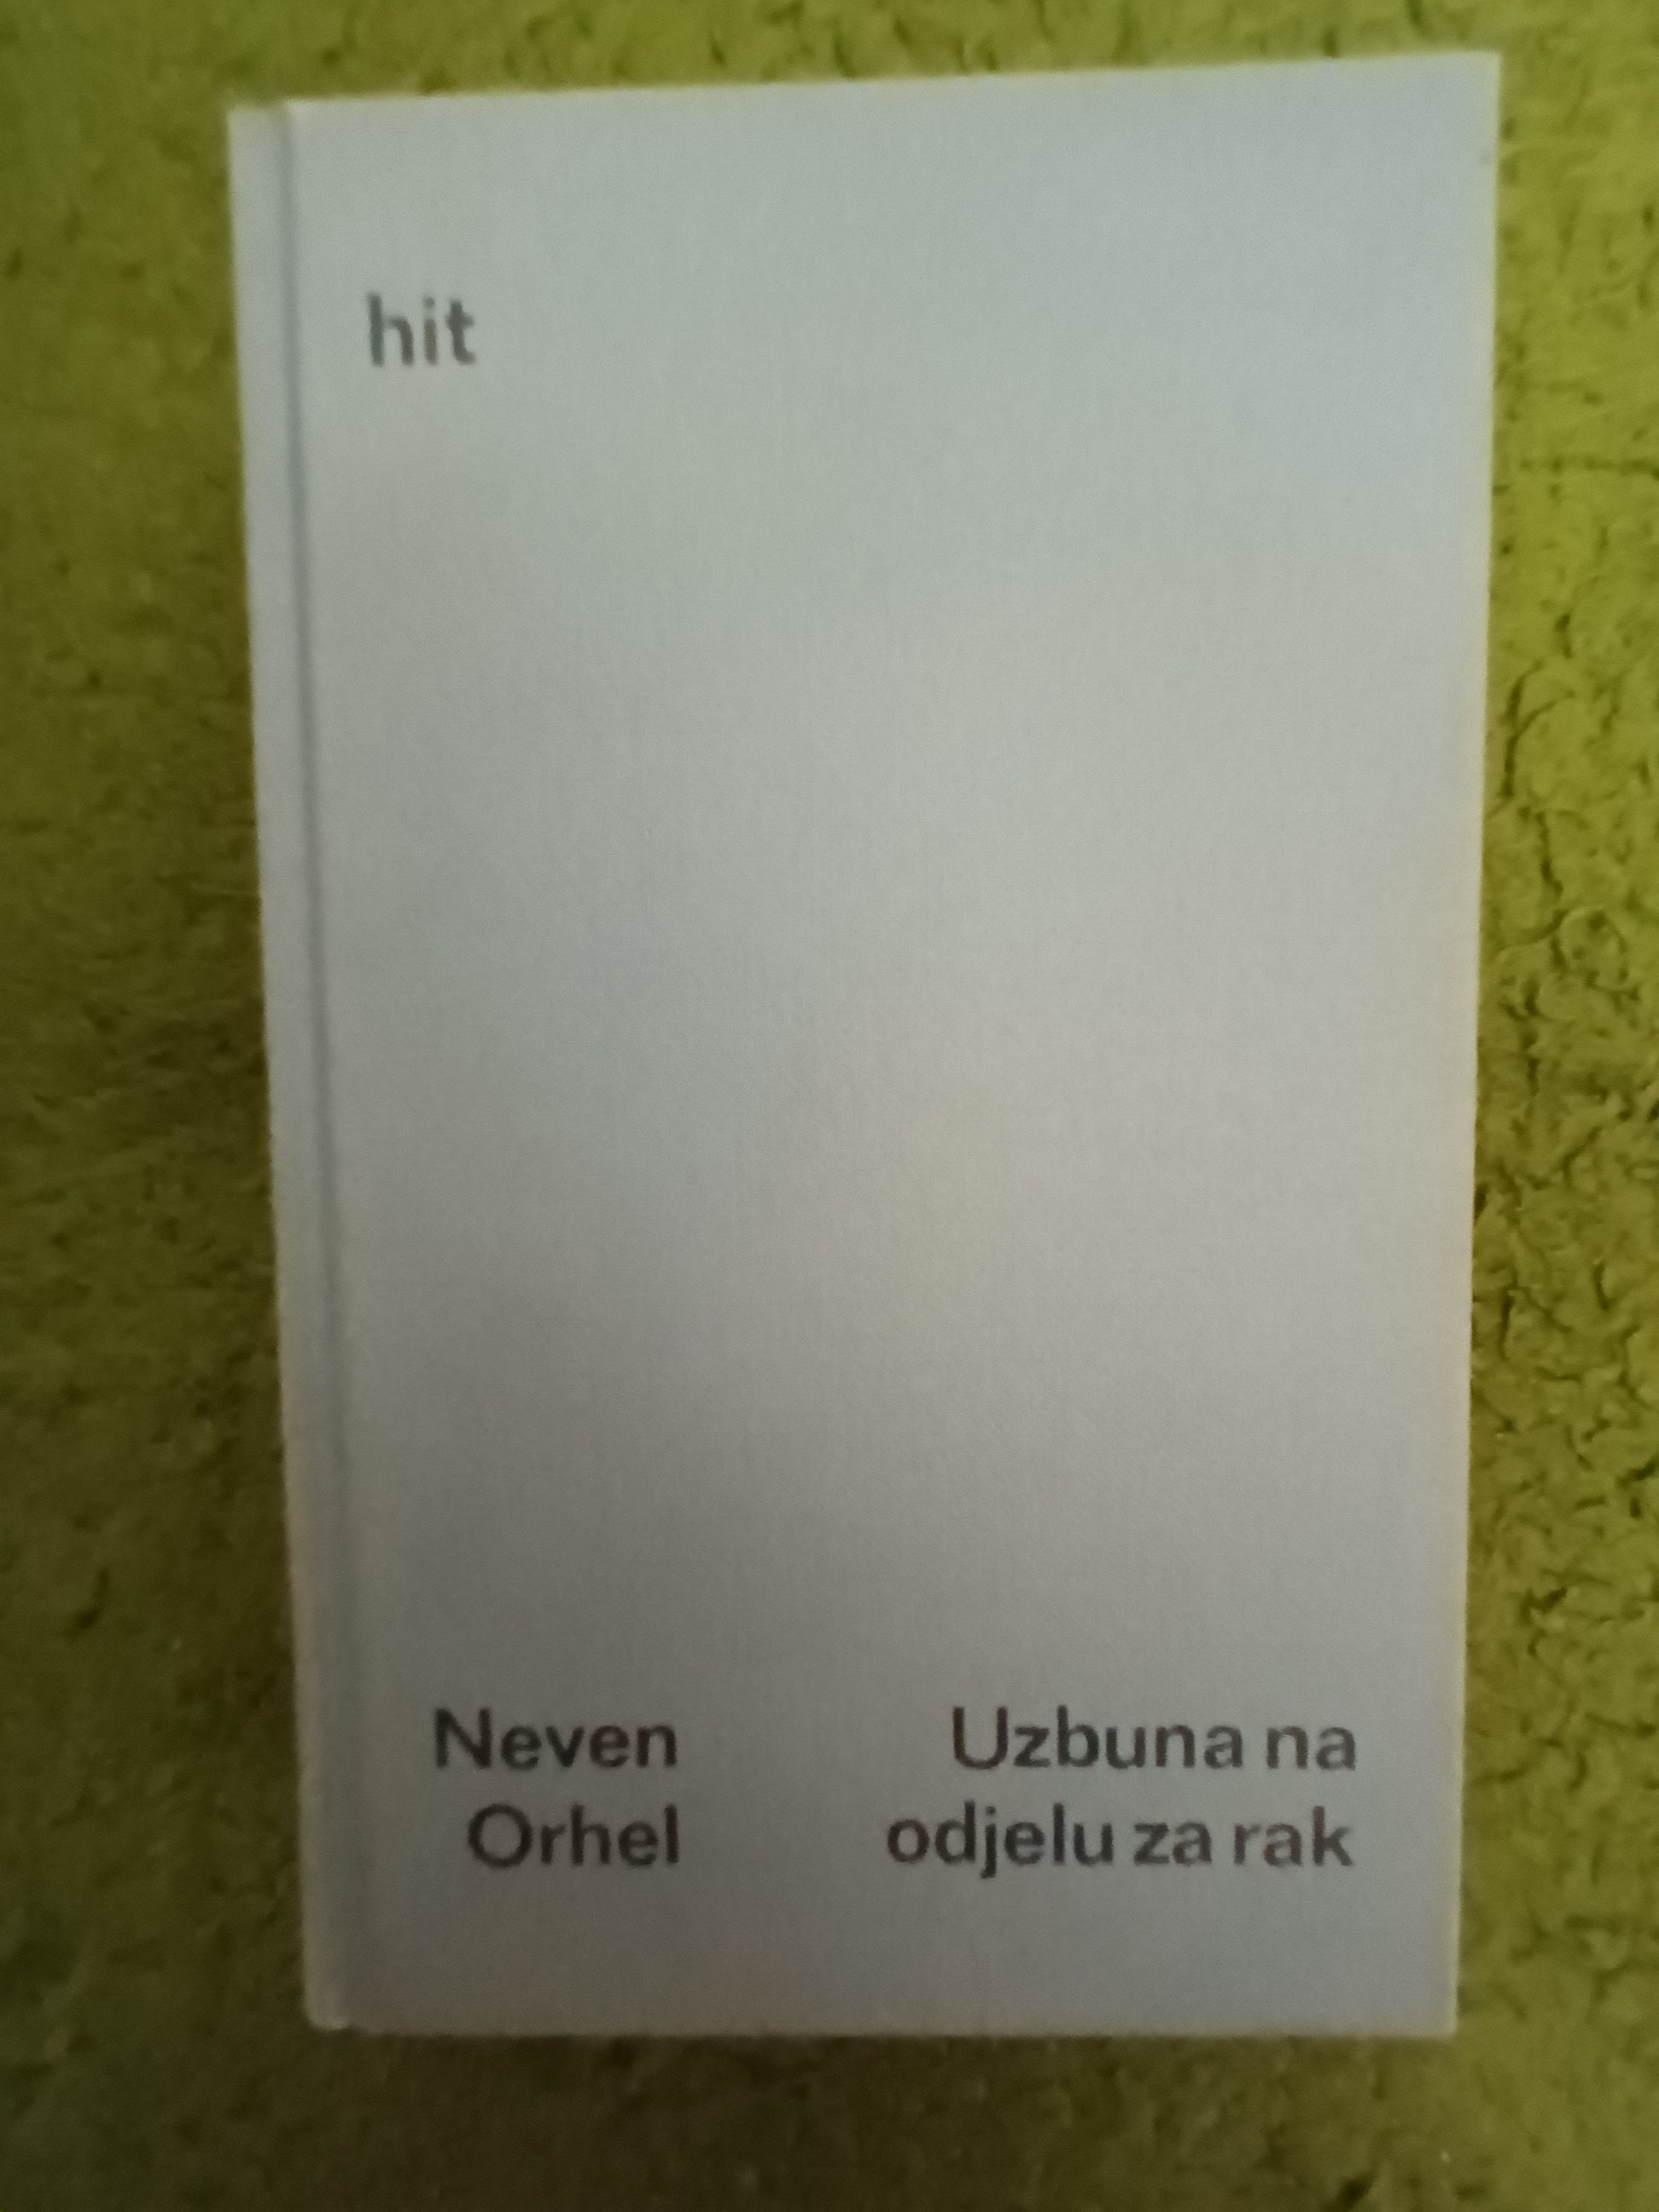 hit
Neven
Orhel
Uzbuna na
odjelu za rak